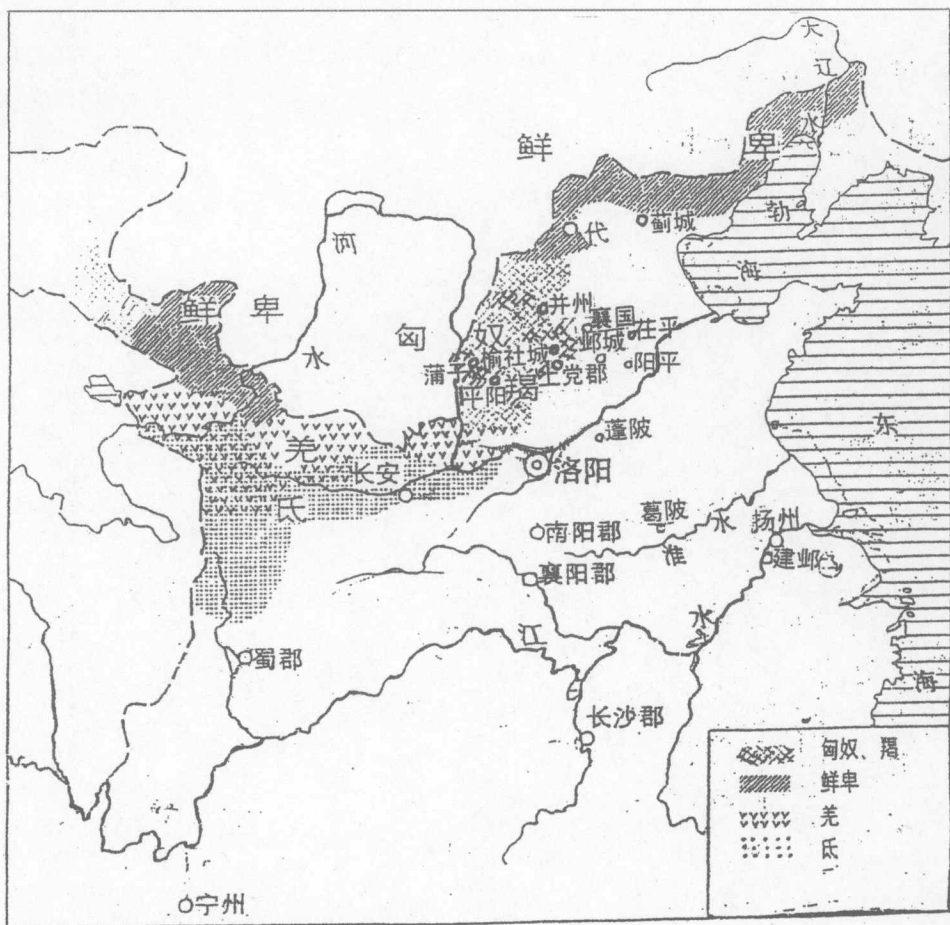 大
辽
水
鲜 卑
勃
海
代
蓟城
河
水
鲜 卑
匈 奴
并州
襄国
茌平
邺城
榆社城
蒲子
上党郡
阳平
平阳
羯
蓬陂
羌
长安
洛阳
氐
东
海
葛陂
水
扬州
南阳郡
淮
建邺
襄阳郡
江
水
蜀郡
长沙郡
宁州
匈奴、羯
鲜卑
羌
氐